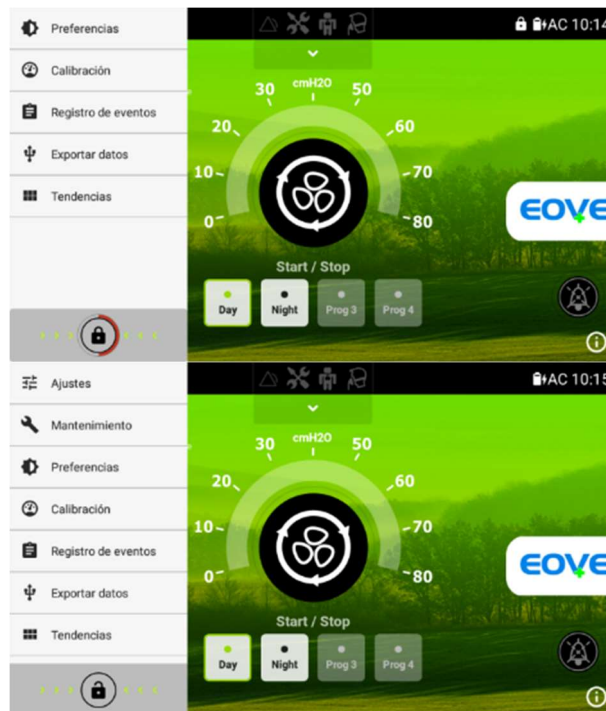 Preferencias
Calibración
Registro de eventos
Exportar datos
Tendencias
AC 10:14
cmH2O
30 50
20 60
10 70
0 80
Start / Stop
Day Night Prog 3 Prog 4
EOVE
Ajustes
Mantenimiento
Preferencias
Calibración
Registro de eventos
Exportar datos
Tendencias
AC 10:15
cmH2O
30 50
20 60
10 70
0 80
Start / Stop
Day Night Prog 3 Prog 4
EOVE